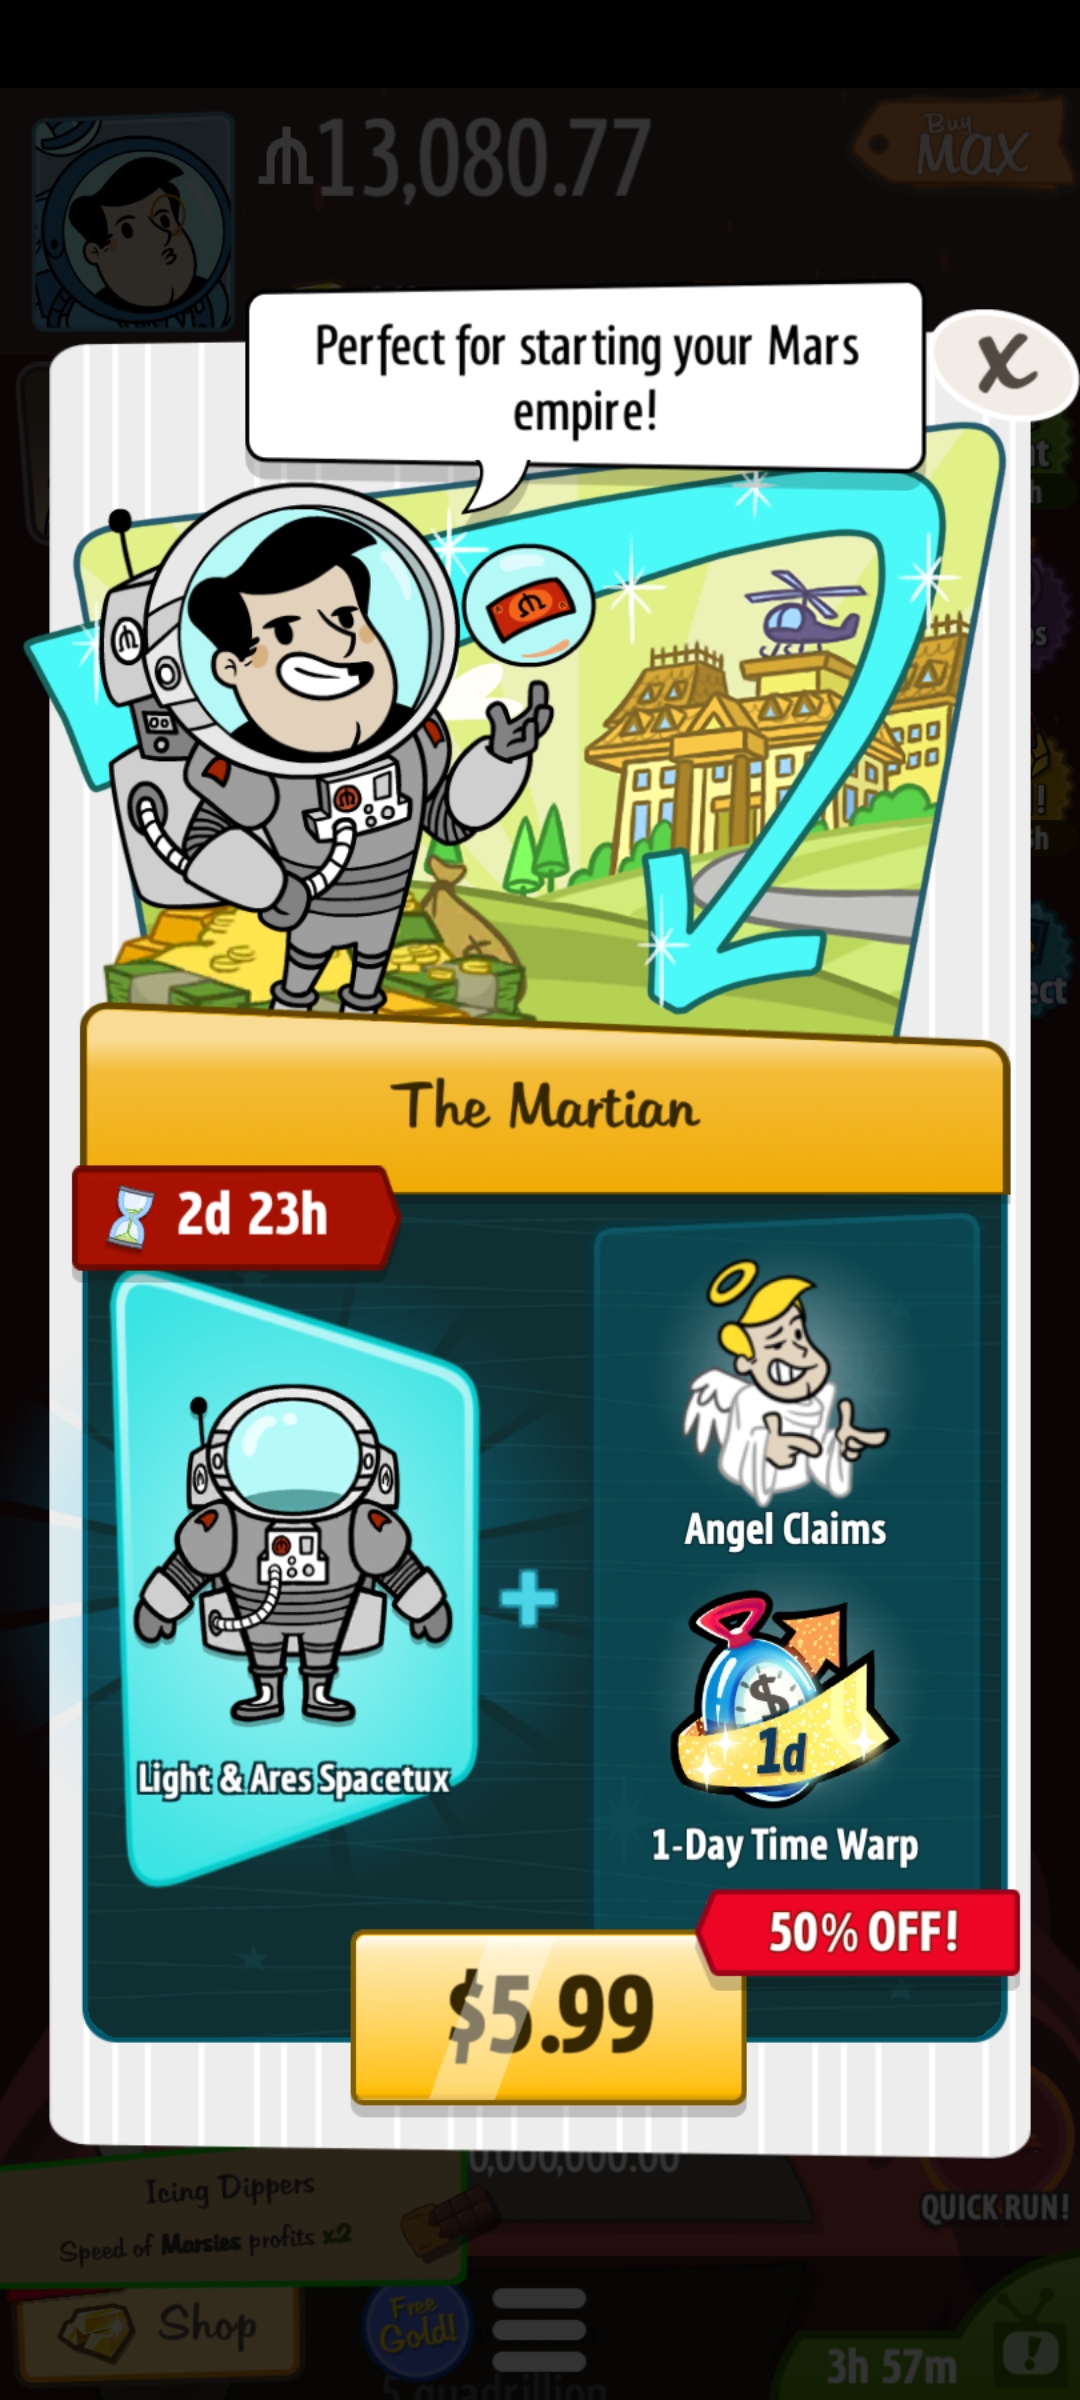 13,080.77
Buy
MAX
Perfect for starting your Mars
empire!
X
The Martian
2d 23h
Angel Claims
$
1d
Light & Ares Spacetux
1-Day Time Warp
50% OFF!
$5.99
Icing Dippers
Speed of Marsies profits x2
QUICK RUN!
Shop
Free
Gold!
3h 57m
!
5 quadrillion